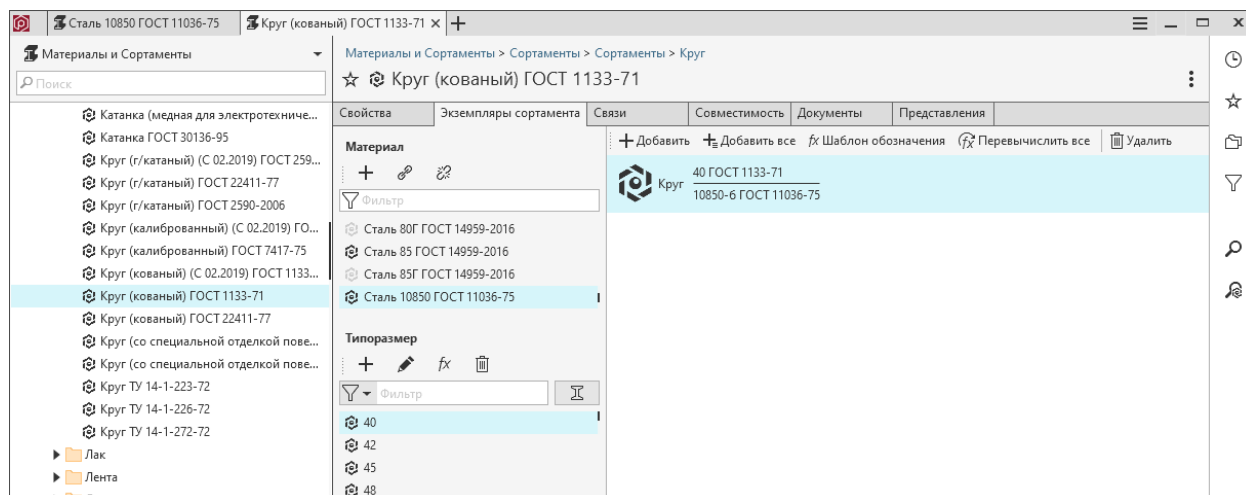 Сталь 10850 ГОСТ 11036-75
Круг (кованый) ГОСТ 1133-71
Материалы и Сортаменты
Поиск
Катанка (медная для электротехниче...
Катанка ГОСТ 30136-95
Круг (г/катаный) (С 02.2019) ГОСТ 259...
Круг (г/катаный) ГОСТ 22411-77
Круг (г/катаный) ГОСТ 2590-2006
Круг (калиброванный) (С 02.2019) ГО...
Круг (калиброванный) ГОСТ 7417-75
Круг (кованый) (С 02.2019) ГОСТ 1133...
Круг (кованый) ГОСТ 1133-71
Круг (кованый) ГОСТ 22411-77
Круг (со специальной отделкой пове...
Круг (со специальной отделкой пове...
Круг ТУ 14-1-223-72
Круг ТУ 14-1-226-72
Круг ТУ 14-1-272-72
Лак
Лента
Материалы и Сортаменты > Сортаменты > Сортаменты > Круг
Круг (кованый) ГОСТ 1133-71
Свойства Экземпляры сортамента Связи Совместимость Документы Представления
Материал
Фильтр
Сталь 80Г ГОСТ 14959-2016
Сталь 85 ГОСТ 14959-2016
Сталь 85Г ГОСТ 14959-2016
Сталь 10850 ГОСТ 11036-75
Типоразмер
fx
Фильтр
40
42
45
48
Добавить Добавить все fx Шаблон обозначения Перевычислить все Удалить
40 ГОСТ 1133-71
Круг
10850-б ГОСТ 11036-75